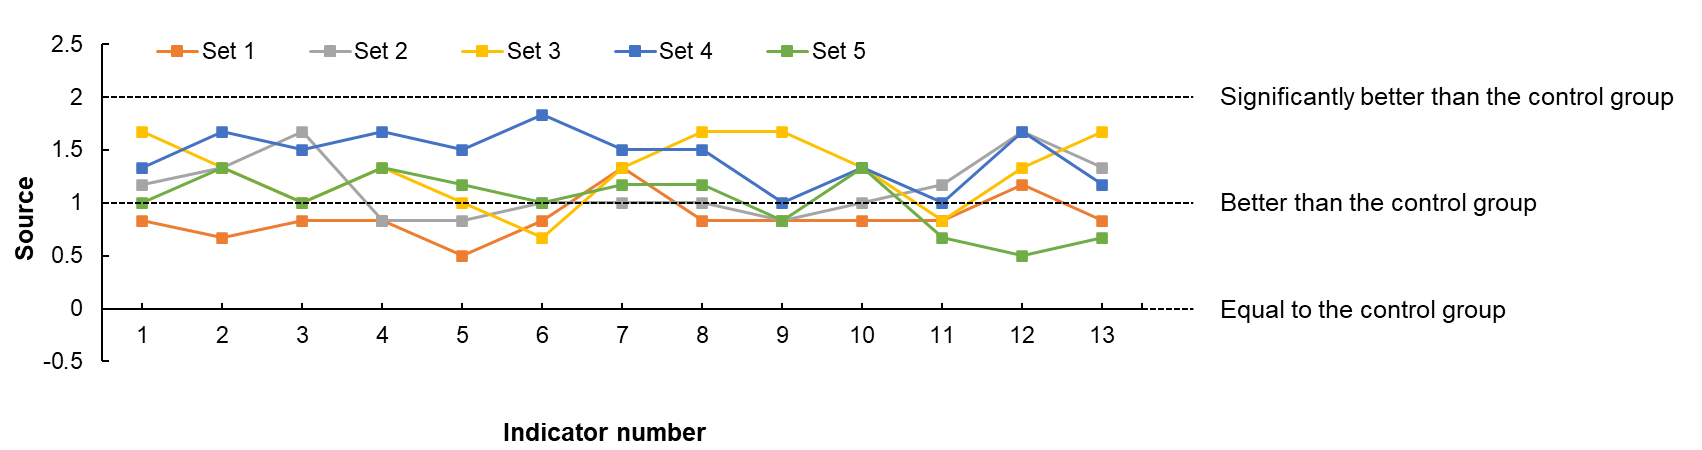 2.5
Set 1 Set 2 Set 3 Set 4 Set 5
2
Significantly better than the control group
1.5
1
Better than the control group
0.5
0
Equal to the control group
-0.5
Source
1 2 3 4 5 6 7 8 9 10 11 12 13
Indicator number